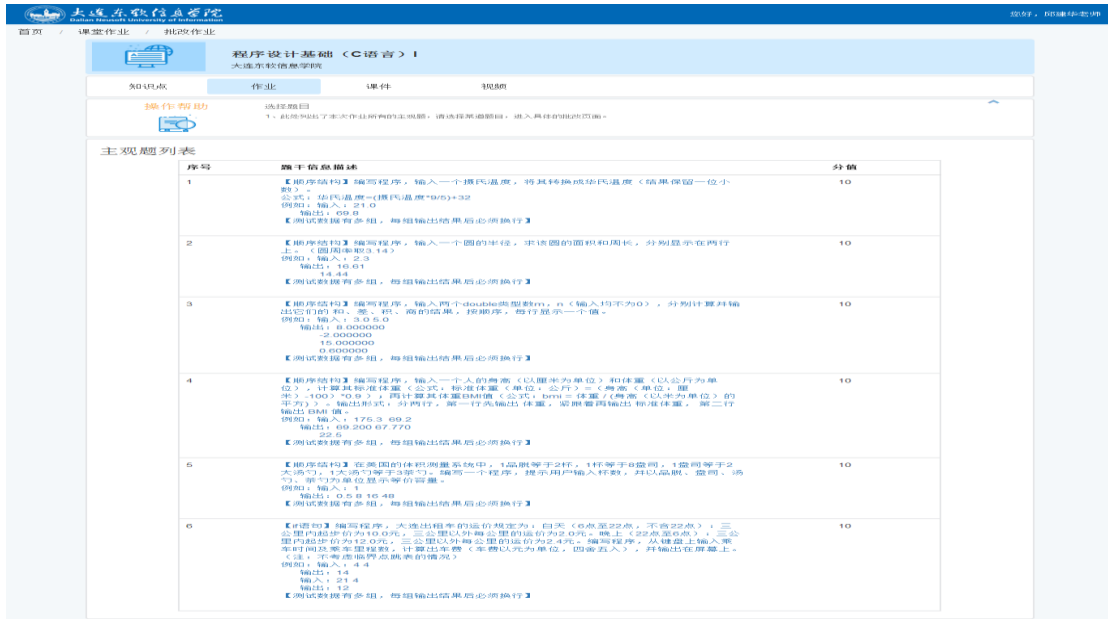 大连东软信息学院
Dalian Neusoft University of Information
您好，邱建华老师
首页 / 课堂作业 / 批改作业
程序设计基础（C语言）I
大连东软信息学院
知识点 作业 课件 视频
操作帮助
选择题目
1、此处列出了本次作业所有的主观题，请选择某道题目，进入具体的批改页面。
主观题列表
序号 题干信息描述 分值
1 【顺序结构】编写程序，输入一个摄氏温度，将其转换成华氏温度（结果保留一位小 10
数）。
公式：华氏温度=(摄氏温度*9/5)+32
例如：输入：21.0
输出：69.8
【测试数据有多组，每组输出结果后必须换行】
2 【顺序结构】编写程序，输入一个圆的半径，求该圆的面积和周长，分别显示在两行 10
上。（圆周率取3.14）
例如：输入：2.3
输出：16.61
14.44
【测试数据有多组，每组输出结果后必须换行】
3 【顺序结构】编写程序，输入两个double类型数m，n（输入均不为0），分别计算并输 10
出它们的 和、差、积、商的结果，按顺序，每行显示一个值。
例如：输入：3.0 5.0
输出：8.000000
-2.000000
15.000000
0.600000
【测试数据有多组，每组输出结果后必须换行】
4 【顺序结构】编写程序，输入一个人的身高（以厘米为单位）和体重（以公斤为单 10
位），计算其标准体重（公式：标准体重（单位：公斤）=（身高（单位：厘
米）-100）*0.9 ），再计算其体重BMI值（公式：bmi = 体重 / (身高（以米为单位）的
平方) ）。输出形式：分两行，第一行先输出 体重，紧跟着再输出 标准体重， 第二行
输出 BMI 值。
例如：输入：175.3 69.2
输出：69.200 67.770
22.5
【测试数据有多组，每组输出结果后必须换行】
5 【顺序结构】在美国的体积测量系统中，1品脱等于2杯，1杯等于8盎司，1盎司等于2 10
大汤勺，1大汤勺等于3茶勺。编写一个程序，提示用户输入杯数，并以品脱、盎司、汤
勺、茶勺为单位显示等价容量。
例如：输入：1
输出：0.5 8 16 48
【测试数据有多组，每组输出结果后必须换行】
6 【if语句】编写程序，大连出租车的运价规定为：白天（6点至22点，不含22点）：三 10
公里内起步价为10.0元，三公里以外每公里的运价为2.0元。晚上（22点至6点）：三公
里内起步价为12.0元，三公里以外每公里的运价为2.4元。编写程序，从键盘上输入乘
车时间及乘车里程数，计算出车费（车费以元为单位，四舍五入），并输出在屏幕上。
（注：不考虑临界点跳表的情况）
例如：输入：4 4
输出：14
输入：21 4
输出：12
【测试数据有多组，每组输出结果后必须换行】